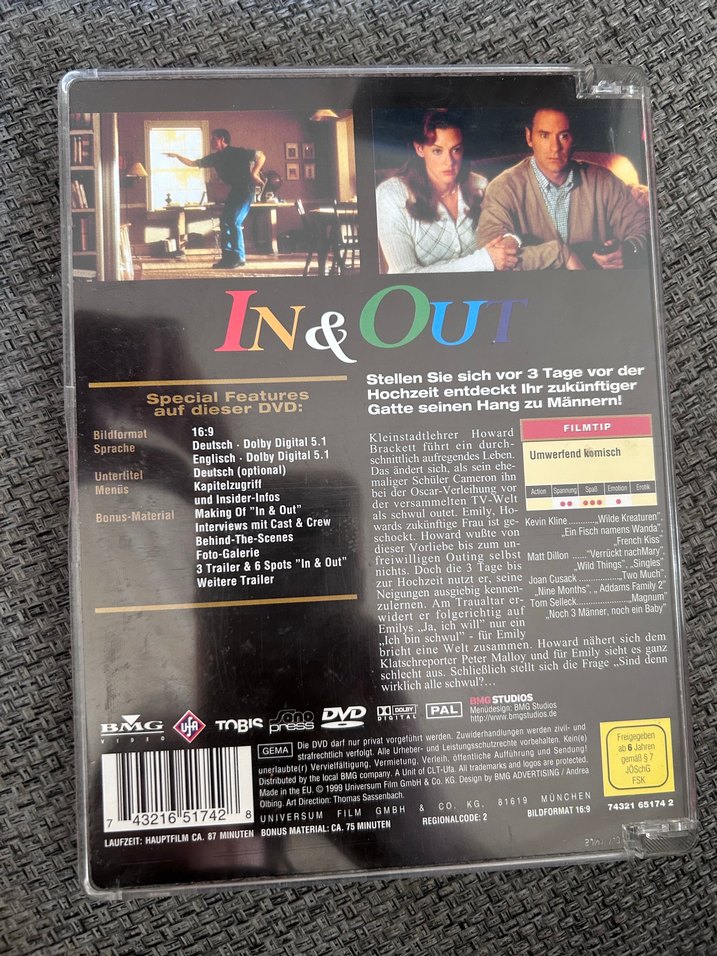 IN & OUT
Special Features
auf dieser DVD:
Bildformat 16:9
Sprache Deutsch · Dolby Digital 5.1
Englisch · Dolby Digital 5.1
Untertitel Deutsch (optional)
Menüs Kapitelzugriff
und Insider-Infos
Bonus-Material Making Of "In & Out"
Interviews mit Cast & Crew
Behind-The-Scenes
Foto-Galerie
3 Trailer & 6 Spots "In & Out"
Weitere Trailer
Stellen Sie sich vor 3 Tage vor der
Hochzeit entdeckt Ihr zukünftiger
Gatte seinen Hang zu Männern!
Kleinstadtlehrer Howard
Brackett führt ein durch-
schnittlich aufregendes Leben.
Das ändert sich, als sein ehe-
maliger Schüler Cameron ihn
bei der Oscar-Verleihung vor
der versammelten TV-Welt
als schwul outet. Emily, Ho-
wards zukünftige Frau ist ge-
schockt. Howard wußte von
dieser Vorliebe bis zum un-
freiwilligen Outing selbst
nichts. Doch die 3 Tage bis
zur Hochzeit nutzt er, seine
Neigungen ausgiebig kennen-
zulernen. Am Traualtar er-
widert er folgerichtig auf
Emilys „Ja, ich will" nur ein
„Ich bin schwul" - für Emily
bricht eine Welt zusammen. Howard nähert sich dem
Klatschreporter Peter Malloy und für Emily sieht es ganz
schlecht aus. Schließlich stellt sich die Frage „Sind denn
wirklich alle schwul?...
FILMTIP
Umwerfend komisch
Action Spannung Spaß Emotion Erotik
Kevin Kline ............„Wilde Kreaturen",
„Ein Fisch namens Wanda",
„French Kiss"
Matt Dillon ......"Verrückt nachMary",
„Wild Things", „Singles"
Joan Cusack ..............„Two Much",
„Nine Months", „ Addams Family 2"
Tom Selleck..................„Magnum"
„Noch 3 Männer, noch ein Baby"
BMG VIDEO
UFA
TOBIS
sono press
DVD VIDEO
DOLBY DIGITAL
PAL
BMG STUDIOS
Menüdesign: BMG Studios
http://www.bmgstudios.de
GEMA Die DVD darf nur privat vorgeführt werden. Zuwiderhandlungen werden zivil- und
strafrechtlich verfolgt. Alle Urheber- und Leistungsschutzrechte vorbehalten. Keine(e)
unerlaubte(r) Vervielfältigung, Vermietung, Verleih, öffentliche Aufführung und Sendung!
Distributed by the local BMG company. A Unit of CLT-Ufa. All trademarks and logos are protected.
Made in the EU. © 1999 Universum Film GmbH & Co. KG. Design by BMG ADVERTISING / Andrea
Olbing. Art Direction: Thomas Sassenbach.
UNIVERSUM FILM GMBH & CO. KG. 81619 MÜNCHEN
Freigegeben
ab 6 Jahren
gemäß § 7
JÖSchG
FSK
7 43216 51742 8
LAUFZEIT: HAUPTFILM CA. 87 MINUTEN BONUS MATERIAL: CA. 75 MINUTEN REGIONALCODE: 2 BILDFORMAT 16:9 74321 65174 2